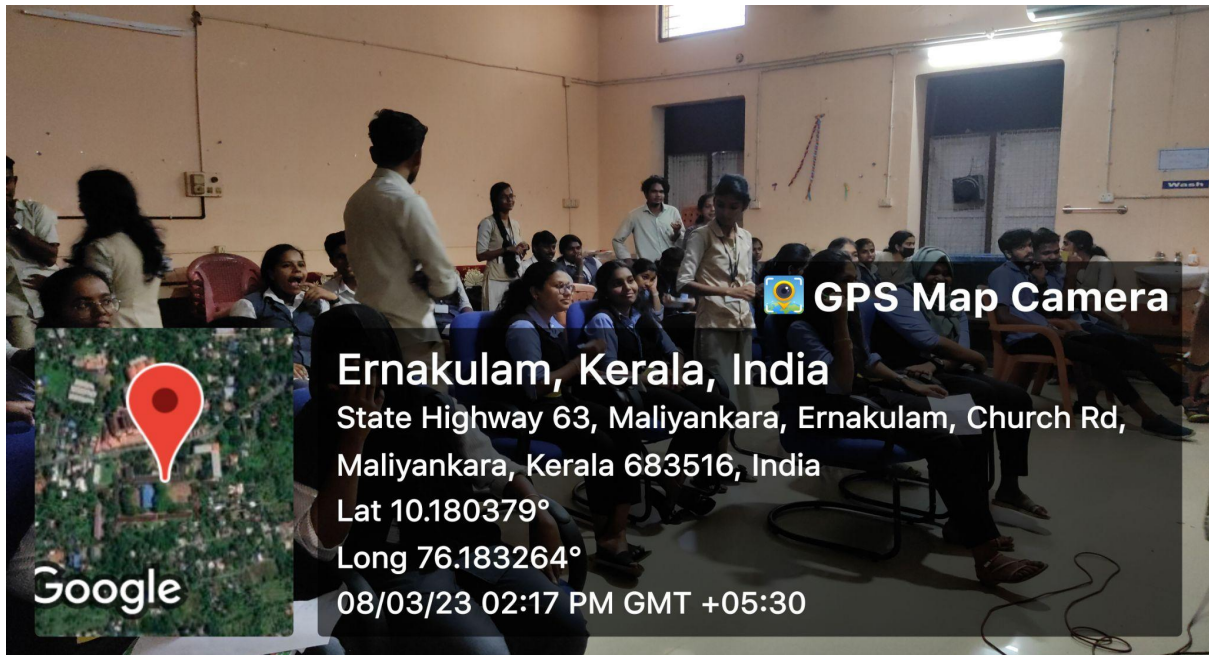 Wash
GPS Map Camera
Ernakulam, Kerala, India
State Highway 63, Maliyankara, Ernakulam, Church Rd,
Maliyankara, Kerala 683516, India
Lat 10.180379°
Long 76.183264°
08/03/23 02:17 PM GMT +05:30
Google